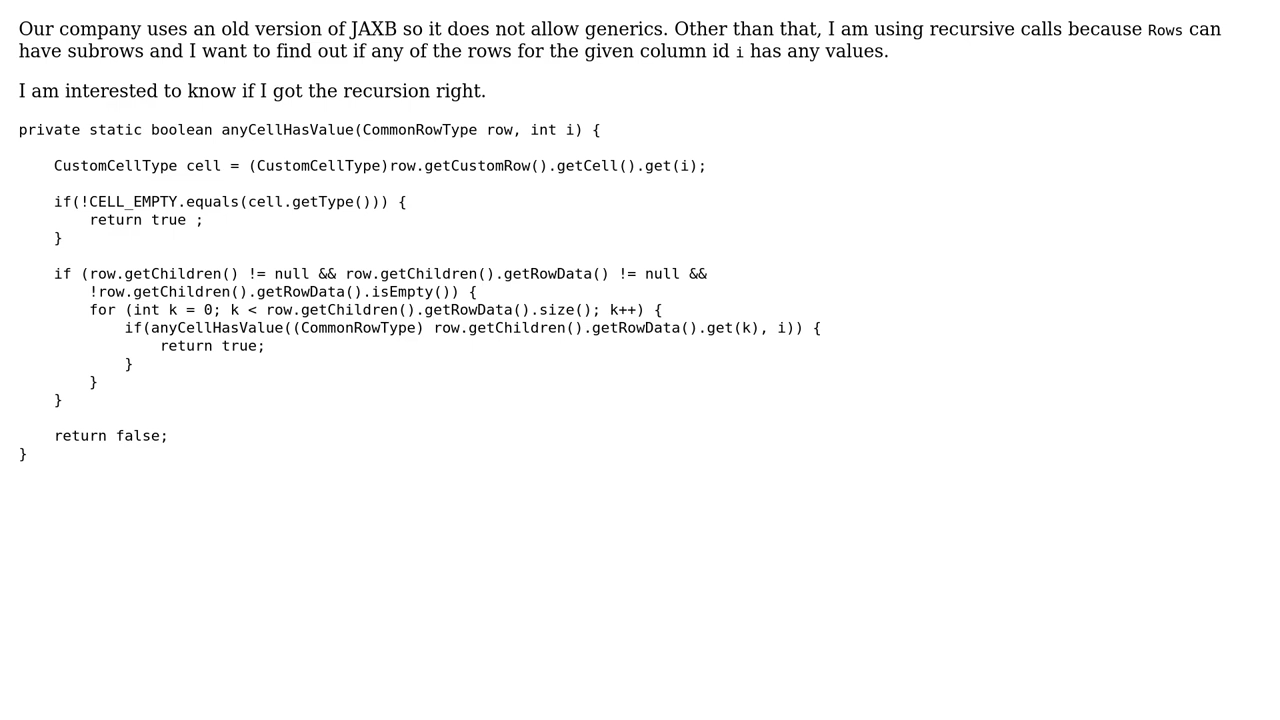 Our company uses an old version of JAXB so it does not allow generics. Other than that, I am using recursive calls because Rows can
have subrows and I want to find out if any of the rows for the given column id i has any values.
I am interested to know if I got the recursion right.
private static boolean anyCellHasValue(CommonRowType row, int i) {
    CustomCellType cell = (CustomCellType)row.getCustomRow().getCell().get(i);
    if(!CELL_EMPTY.equals(cell.getType())) {
        return true ;
    }
    if (row.getChildren() != null && row.getChildren().getRowData() != null &&
        !row.getChildren().getRowData().isEmpty()) {
        for (int k = 0; k < row.getChildren().getRowData().size(); k++) {
            if(anyCellHasValue((CommonRowType) row.getChildren().getRowData().get(k), i)) {
                return true;
            }
        }
    }
    return false;
}